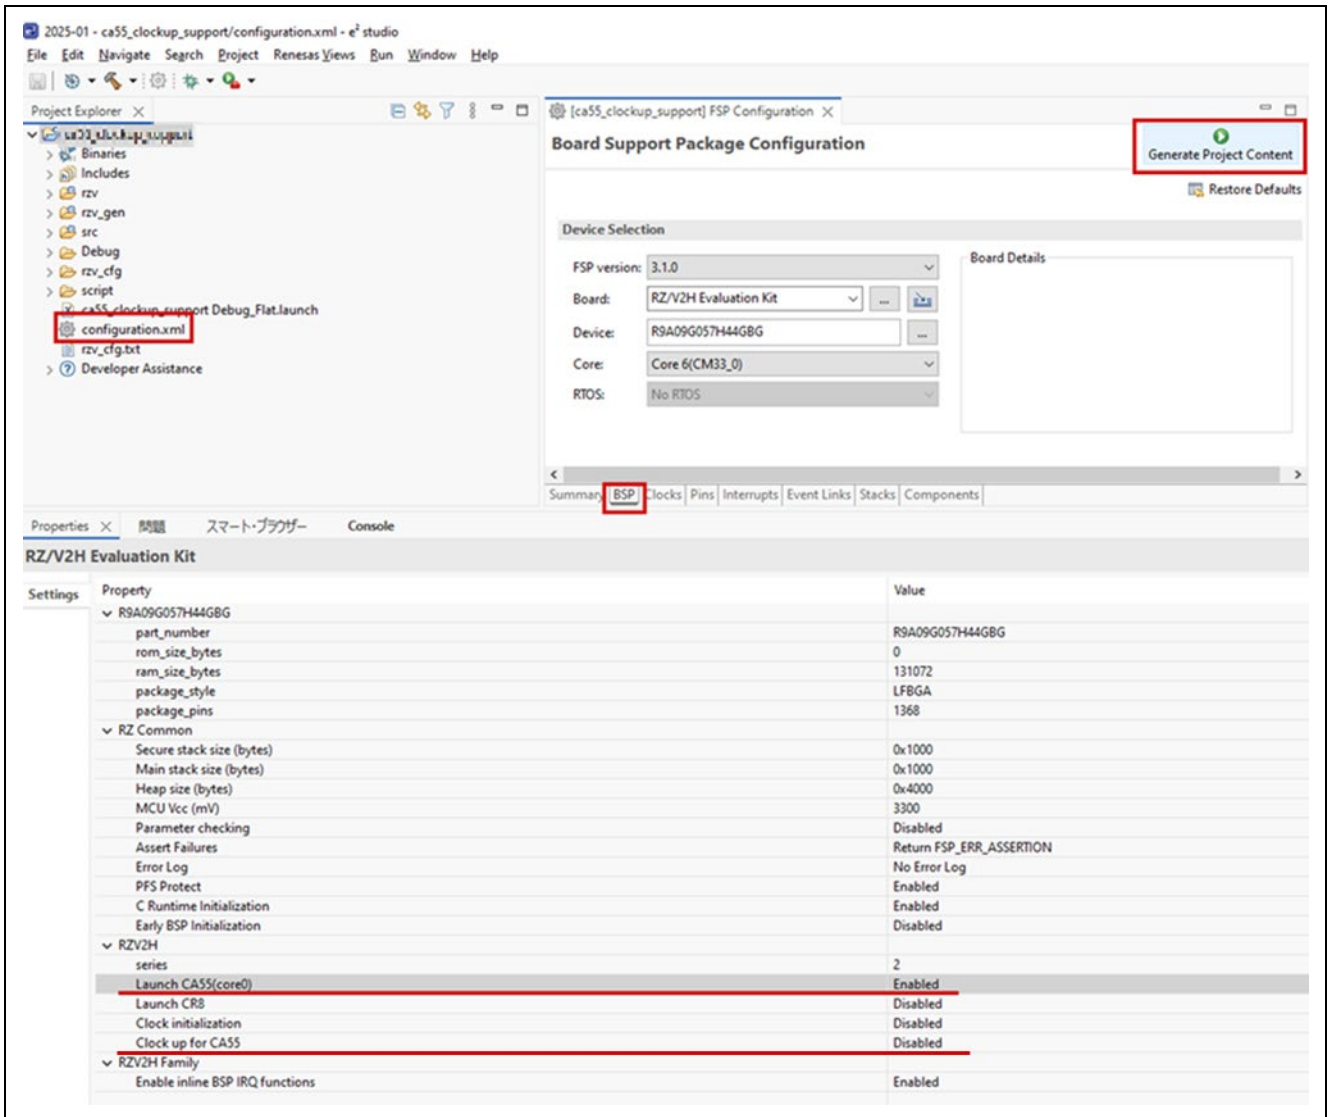 2025-01 - ca55_clockup_support/configuration.xml - e² studio
File Edit Navigate Search Project Renesas Views Run Window Help
Project Explorer
[ca55_clockup_support] FSP Configuration
ca55_clockup_support
Binaries
Includes
rzv
rzv_gen
src
Debug
rzv_cfg
script
ca55_clockup_support Debug_Flat.launch
configuration.xml
rzv_cfg.txt
Developer Assistance
Board Support Package Configuration
Generate Project Content
Restore Defaults
Device Selection
FSP version: 3.1.0
Board: RZ/V2H Evaluation Kit ...
Device: R9A09G057H44GBG ...
Core: Core 6(CM33_0)
RTOS: No RTOS
Board Details
Summary BSP Clocks Pins Interrupts Event Links Stacks Components
Properties 問題 スマート・ブラウザー Console
RZ/V2H Evaluation Kit
Settings
Property Value
R9A09G057H44GBG
part_number R9A09G057H44GBG
rom_size_bytes 0
ram_size_bytes 131072
package_style LFBGA
package_pins 1368
RZ Common
Secure stack size (bytes) 0x1000
Main stack size (bytes) 0x1000
Heap size (bytes) 0x4000
MCU Vcc (mV) 3300
Parameter checking Disabled
Assert Failures Return FSP_ERR_ASSERTION
Error Log No Error Log
PFS Protect Enabled
C Runtime Initialization Enabled
Early BSP Initialization Disabled
RZV2H
series 2
Launch CA55(core0) Enabled
Launch CR8 Disabled
Clock initialization Disabled
Clock up for CA55 Disabled
RZV2H Family
Enable inline BSP IRQ functions Enabled